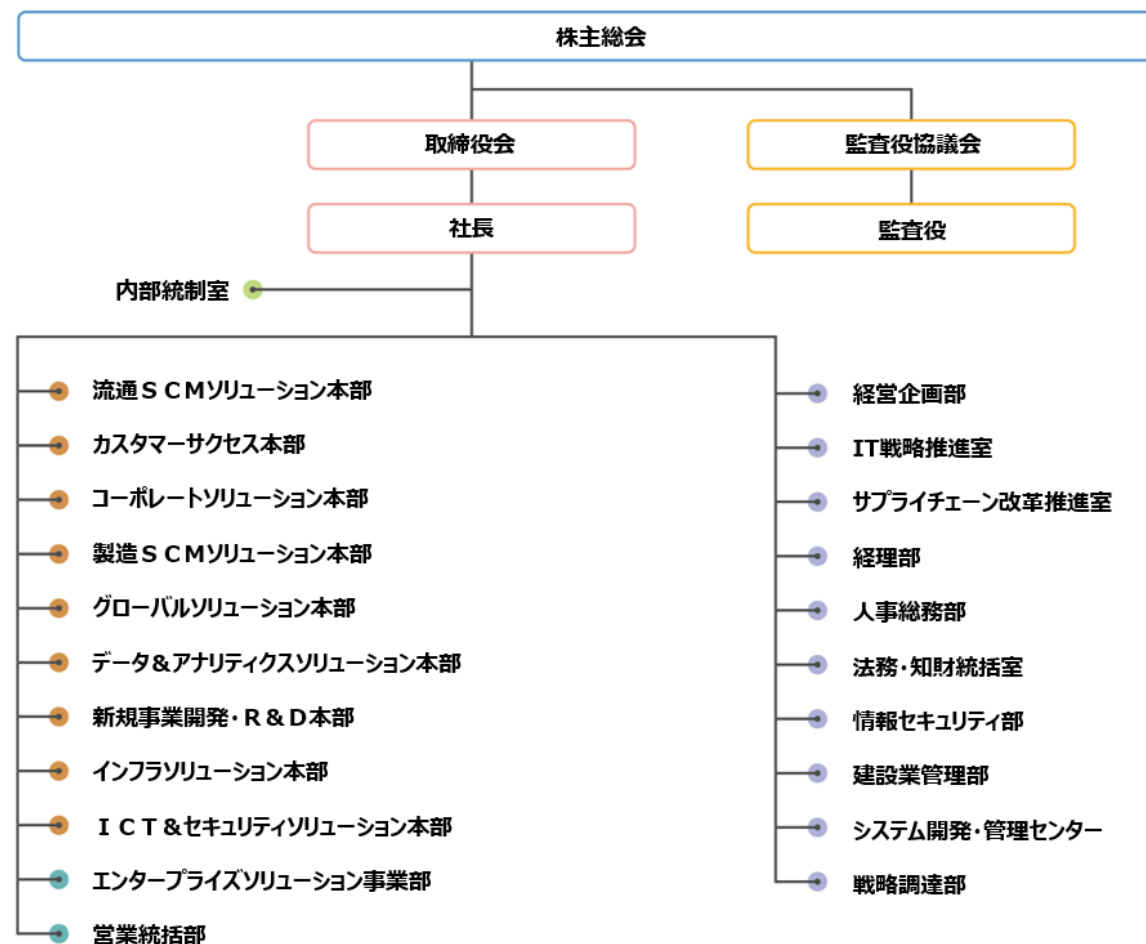 株主総会
取締役会
監査役協議会
社長
監査役
内部統制室
流通ＳＣＭソリューション本部
カスタマーサクセス本部
コーポレートソリューション本部
製造ＳＣＭソリューション本部
グローバルソリューション本部
データ&アナリティクスソリューション本部
新規事業開発・Ｒ＆Ｄ本部
インフラソリューション本部
ＩＣＴ&セキュリティソリューション本部
エンタープライズソリューション事業部
営業統括部
経営企画部
IT戦略推進室
サプライチェーン改革推進室
経理部
人事総務部
法務・知財統括室
情報セキュリティ部
建設業管理部
システム開発・管理センター
戦略調達部